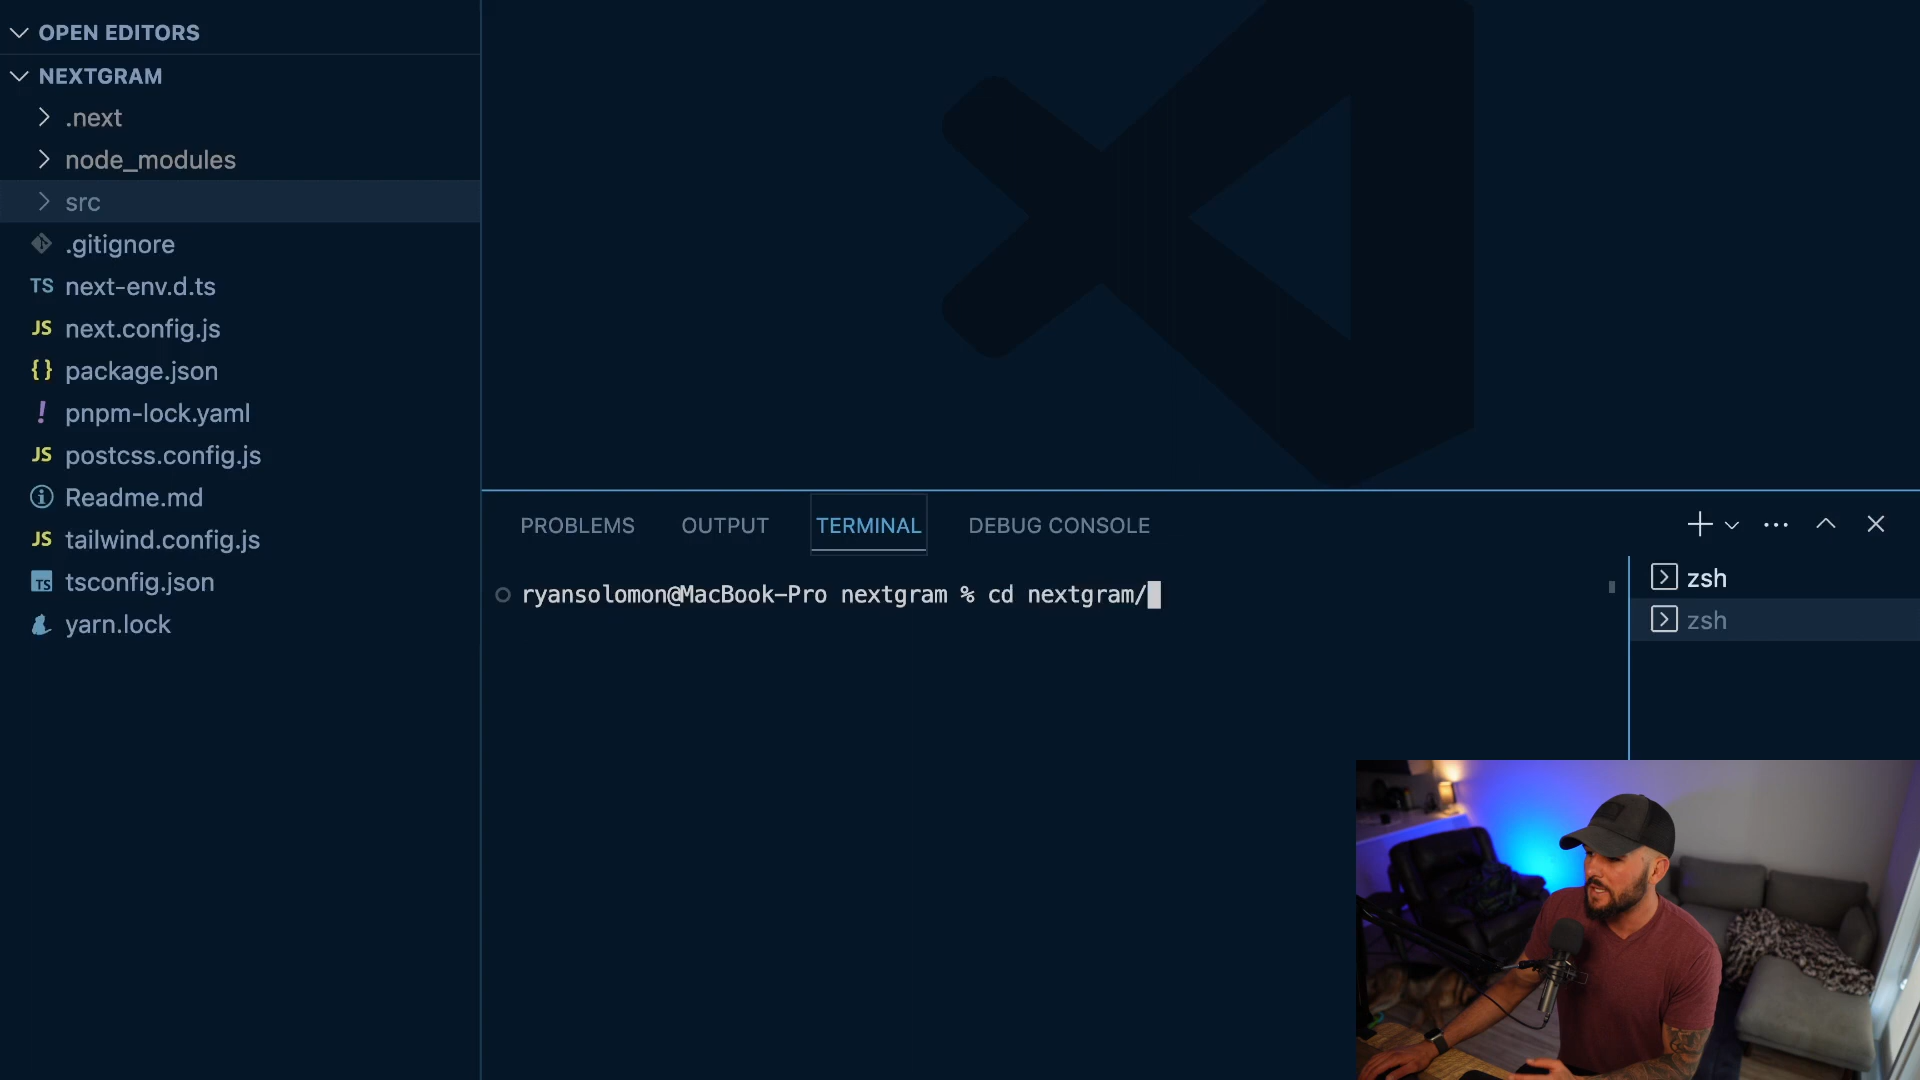 OPEN EDITORS
NEXTGRAM
.next
node_modules
src
.gitignore
TS next-env.d.ts
JS next.config.js
{} package.json
! pnpm-lock.yaml
JS postcss.config.js
Readme.md
JS tailwind.config.js
TS tsconfig.json
yarn.lock
PROBLEMS OUTPUT TERMINAL DEBUG CONSOLE
ryansolomon@MacBook-Pro nextgram % cd nextgram/
zsh
zsh